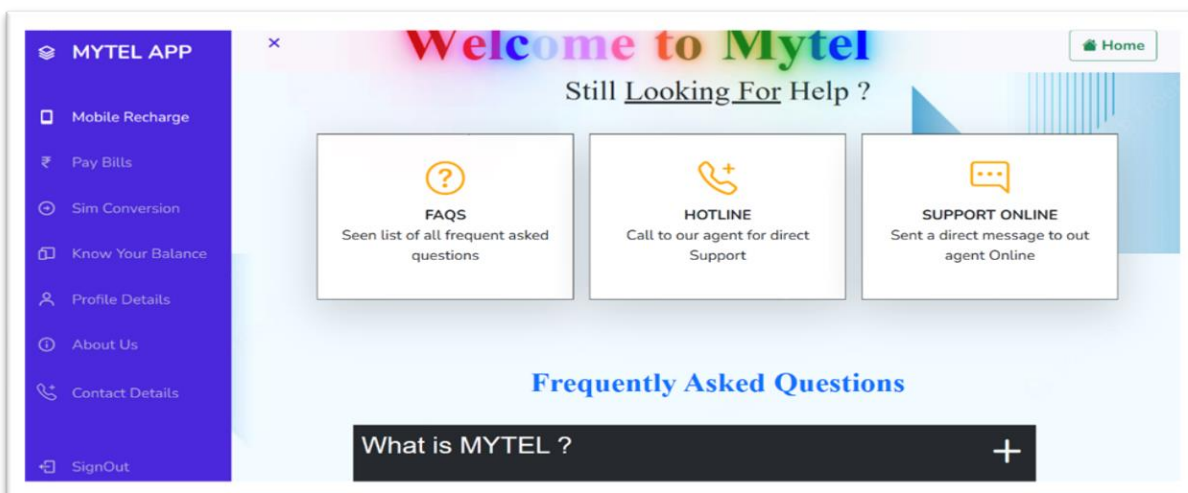 MYTEL APP
Mobile Recharge
Pay Bills
Sim Conversion
Know Your Balance
Profile Details
About Us
Contact Details
SignOut
Welcome to Mytel
Home
Still Looking For Help ?
FAQS
Seen list of all frequent asked
questions
HOTLINE
Call to our agent for direct
Support
SUPPORT ONLINE
Sent a direct message to out
agent Online
Frequently Asked Questions
What is MYTEL ?